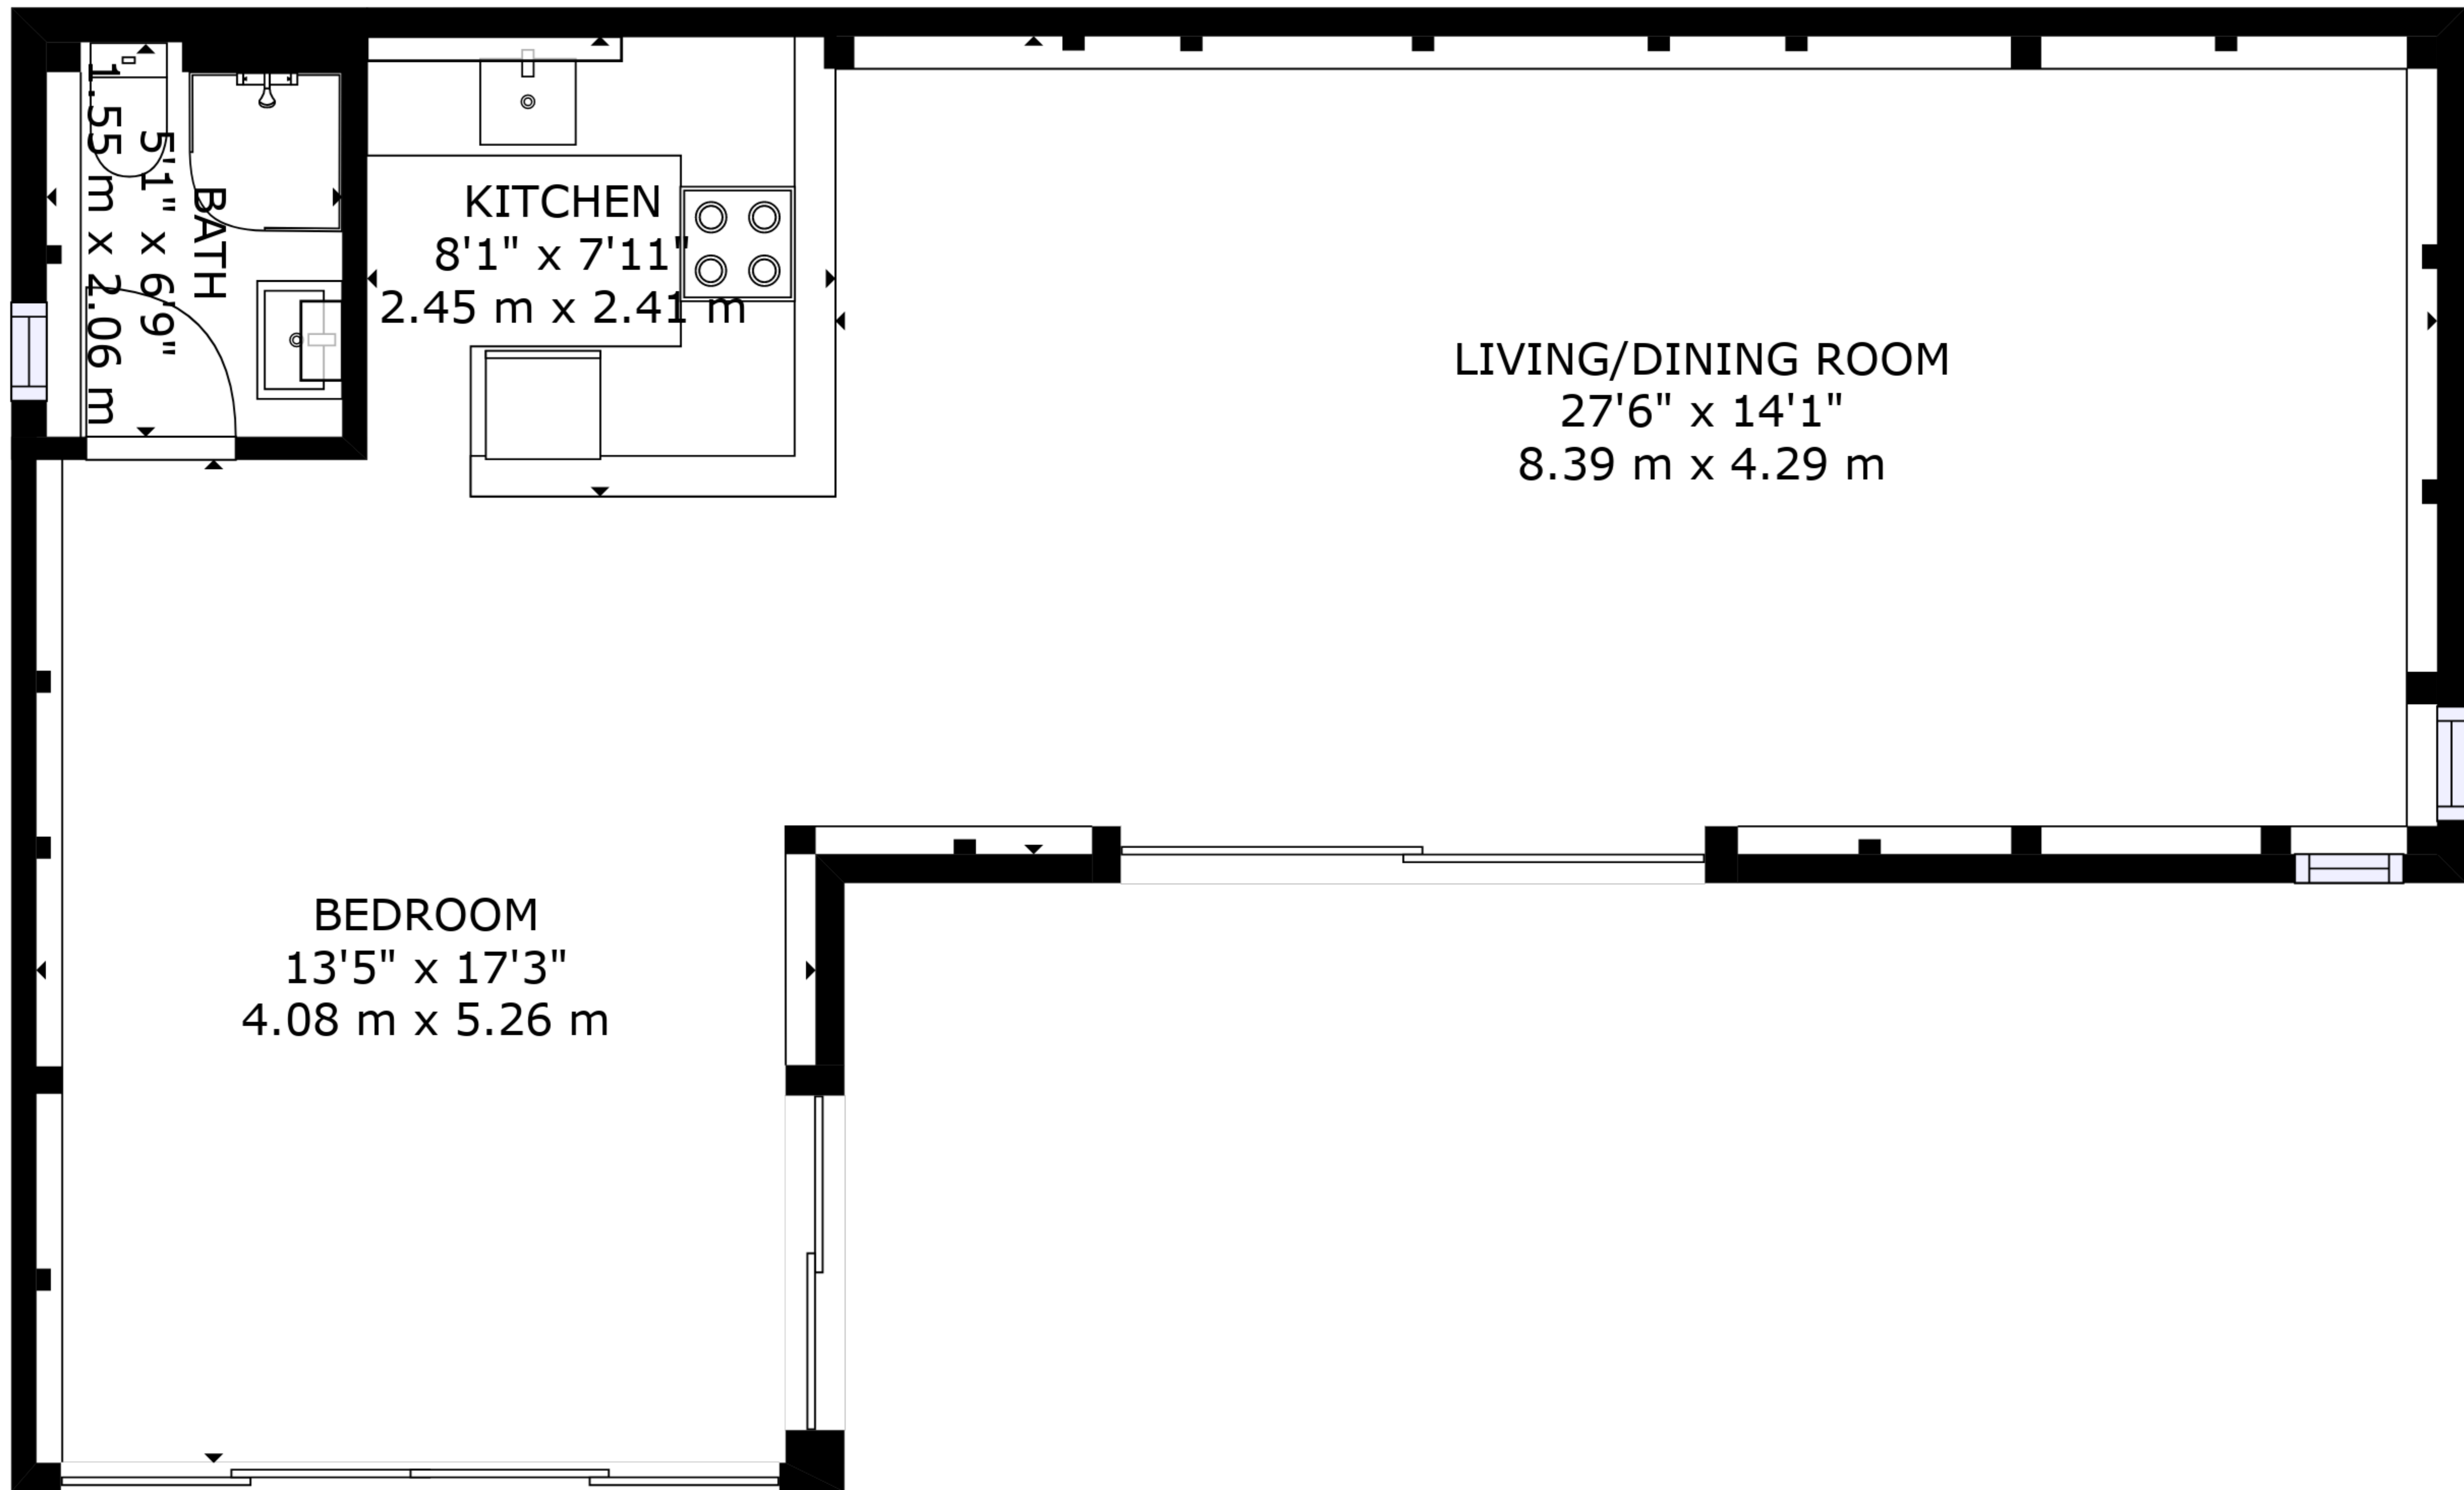 BATH
5'1" x 6'9"
1.55 m x 2.06 m
KITCHEN
8'1" x 7'11"
2.45 m x 2.41 m
LIVING/DINING ROOM
27'6" x 14'1"
8.39 m x 4.29 m
BEDROOM
13'5" x 17'3"
4.08 m x 5.26 m